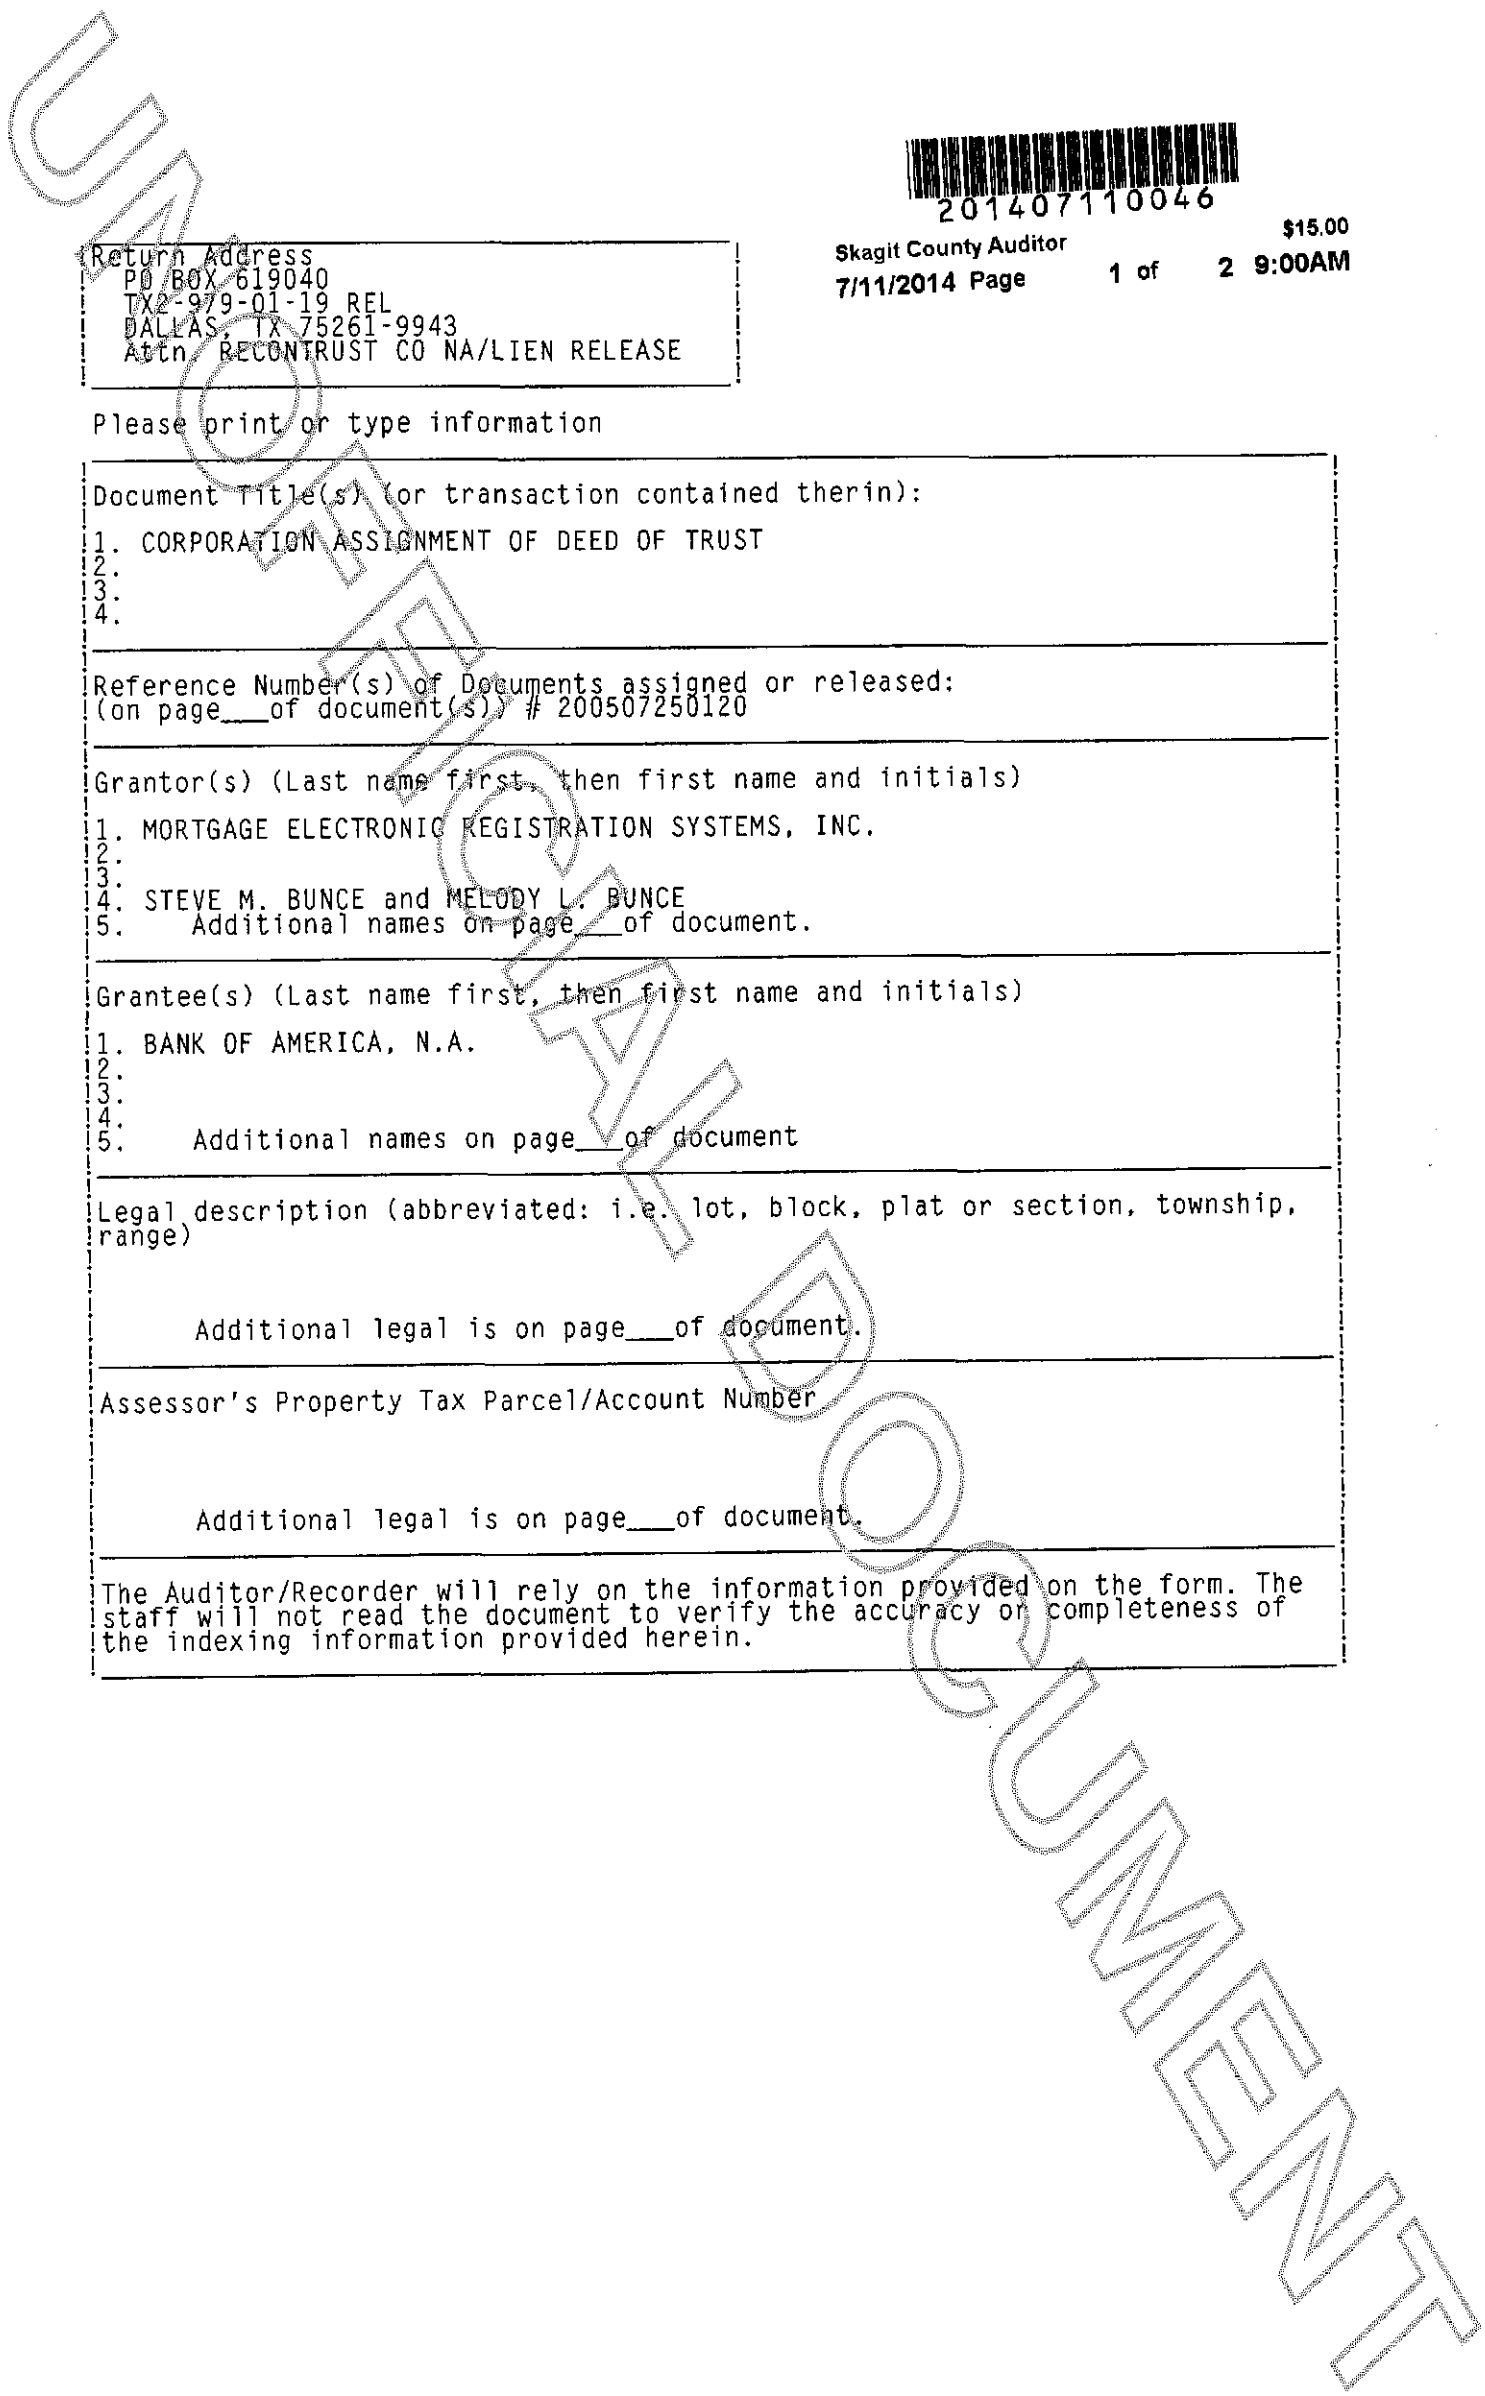 201407110046
Skagit County Auditor $15.00
7/11/2014 Page 1 of 2 9:00AM
Return Address
PO BOX 619040
TX2-979-01-19 REL
DALLAS, TX 75261-9943
Attn. RECONTRUST CO NA/LIEN RELEASE
Please print or type information
Document Title(s) (or transaction contained therin):
1. CORPORATION ASSIGNMENT OF DEED OF TRUST
2.
3.
4.
Reference Number(s) of Documents assigned or released:
(on page___of document(s)) # 200507250120
Grantor(s) (Last name first, then first name and initials)
1. MORTGAGE ELECTRONIC REGISTRATION SYSTEMS, INC.
2.
3.
4. STEVE M. BUNCE and MELODY L. BUNCE
5. Additional names on page___of document.
Grantee(s) (Last name first, then first name and initials)
1. BANK OF AMERICA, N.A.
2.
3.
4.
5. Additional names on page___of document
Legal description (abbreviated: i.e. lot, block, plat or section, township,
range)
Additional legal is on page___of document.
Assessor's Property Tax Parcel/Account Number
Additional legal is on page___of document.
The Auditor/Recorder will rely on the information provided on the form. The
staff will not read the document to verify the accuracy or completeness of
the indexing information provided herein.
UNOFFICIAL DOCUMENT